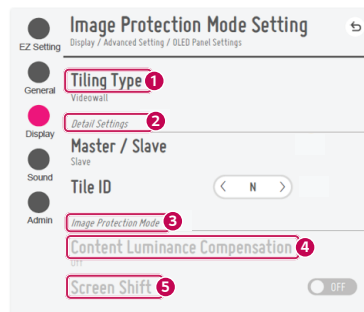 Image Protection Mode Setting
Display / Advanced Setting / OLED Panel Settings
EZ Setting
General
Display
Sound
Admin
Tiling Type 1
Videowall
Detail Settings 2
Master / Slave
Slave
Tile ID
< N >
Image Protection Mode 3
Content Luminance Compensation 4
Off
Screen Shift 5
OFF